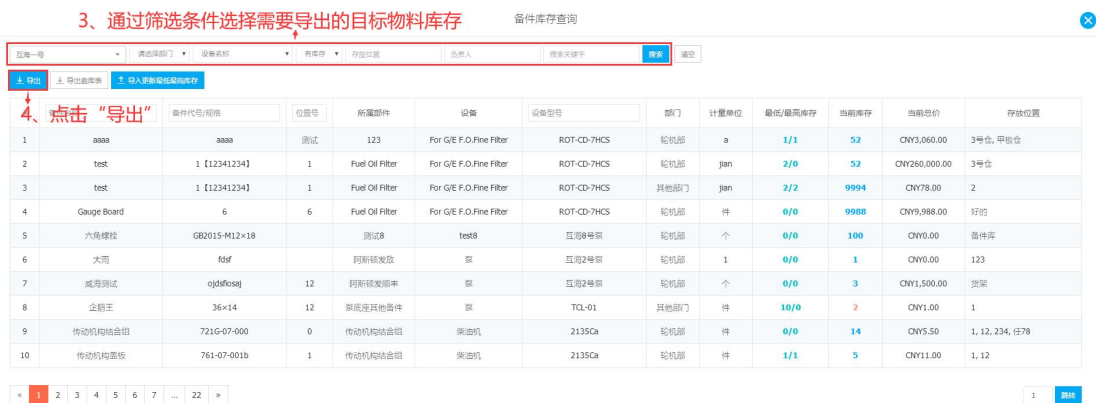 3、通过筛选条件选择需要导出的目标物料库存
备件库存查询
互海一号 请选择部门 设备名称 有库存 存放位置 负责人 搜索关键字 搜索 清空
导出 导出盘库表 导入更新最低最高库存
4、点击“导出” 备件代号/规格 位置号 所属部件 设备 设备型号 部门 计量单位 最低/最高库存 当前库存 当前总价 存放位置
1 aaaa aaaa 测试 123 For G/E F.O.Fine Filter ROT-CD-7HCS 轮机部 a 1/1 52 CNY3,060.00 3号仓, 甲板仓
2 test 1【12341234】 1 Fuel Oil Filter For G/E F.O.Fine Filter ROT-CD-7HCS 轮机部 jian 2/0 52 CNY260,000.00 3号仓
3 test 1【12341234】 1 Fuel Oil Filter For G/E F.O.Fine Filter ROT-CD-7HCS 其他部门 jian 2/2 9994 CNY78.00 2
4 Gauge Board 6 6 Fuel Oil Filter For G/E F.O.Fine Filter ROT-CD-7HCS 轮机部 件 0/0 9988 CNY9,988.00 好的
5 六角螺栓 GB2015-M12×18 测试8 test8 互海8号泵 轮机部 个 0/0 100 CNY0.00 备件库
6 大雨 fdsf 阿斯顿发放 泵 互海2号泵 轮机部 1 0/0 1 CNY0.00 123
7 威海测试 ojdsfiosaj 12 阿斯顿发顺丰 泵 互海2号泵 轮机部 个 0/0 3 CNY1,500.00 货架
8 企鹅王 36×14 12 泵底座其他备件 泵 TCL-01 其他部门 件 10/0 2 CNY1.00 1
9 传动机构结合组 721G-07-000 0 传动机构结合组 柴油机 2135Ca 轮机部 件 0/0 14 CNY5.50 1, 12, 234, 任78
10 传动机构盖板 761-07-001b 1 传动机构结合组 柴油机 2135Ca 轮机部 件 1/1 5 CNY11.00 1, 12
« 1 2 3 4 5 6 7 ... 22 » 1 跳转